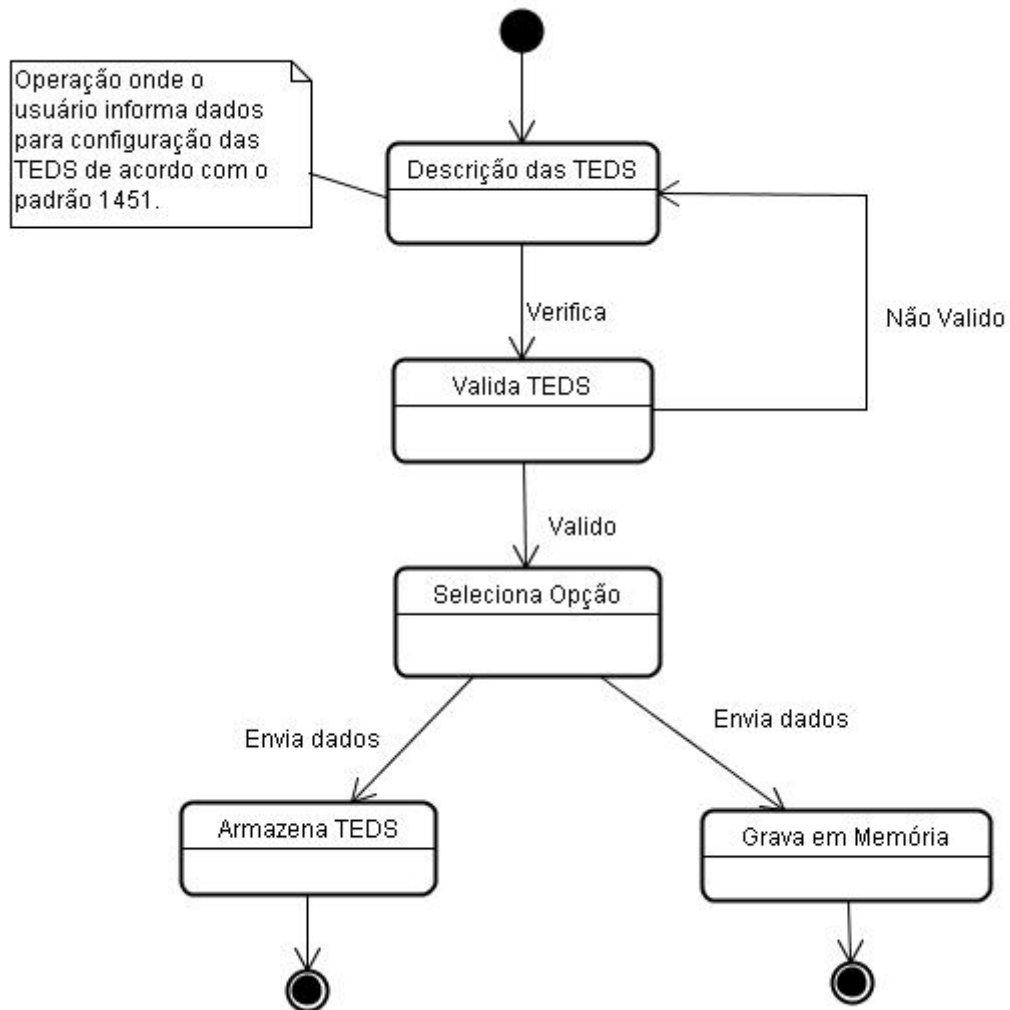 Operação onde o
usuário informa dados
para configuração das
TEDS de acordo com o
padrão 1451.
Descrição das TEDS
Verifica
Não Valido
Valida TEDS
Valido
Seleciona Opção
Envia dados
Envia dados
Armazena TEDS
Grava em Memória